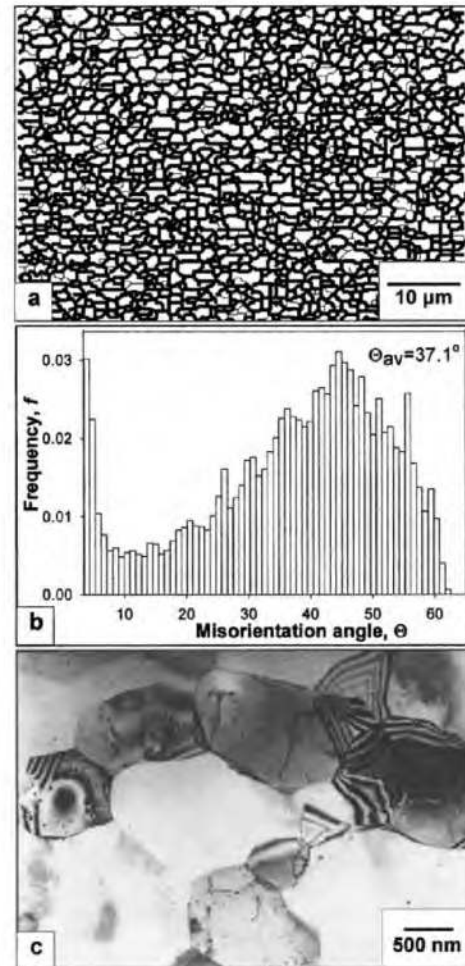 a
10 µm
0.03
Θav=37.1°
0.02
0.01
0.00
Frequency, f
10 20 30 40 50 60
Misorientation angle, Θ
b
c
500 nm